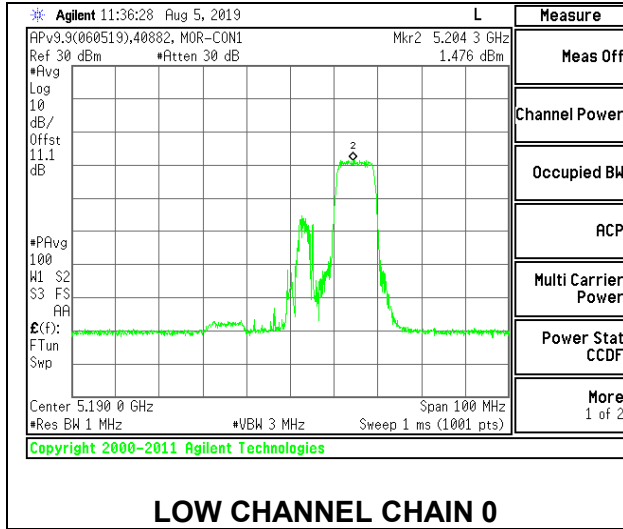 Agilent 11:36:28 Aug 5, 2019 L Measure
APv9.9(060519),40882, MOR-CON1 Mkr2 5.204 3 GHz
Ref 30 dBm #Atten 30 dB 1.476 dBm
Meas Off
#Avg
Log
10
dB/
Offst
11.1
dB
2
Channel Power
Occupied BW
ACP
#PAvg
100
W1 S2
S3 FS
AA
£(f):
FTun
Swp
Multi Carrier
Power
Power Stat
CCDF
Center 5.190 0 GHz Span 100 MHz
#Res BW 1 MHz #VBW 3 MHz Sweep 1 ms (1001 pts)
More
1 of 2
Copyright 2000-2011 Agilent Technologies
LOW CHANNEL CHAIN 0